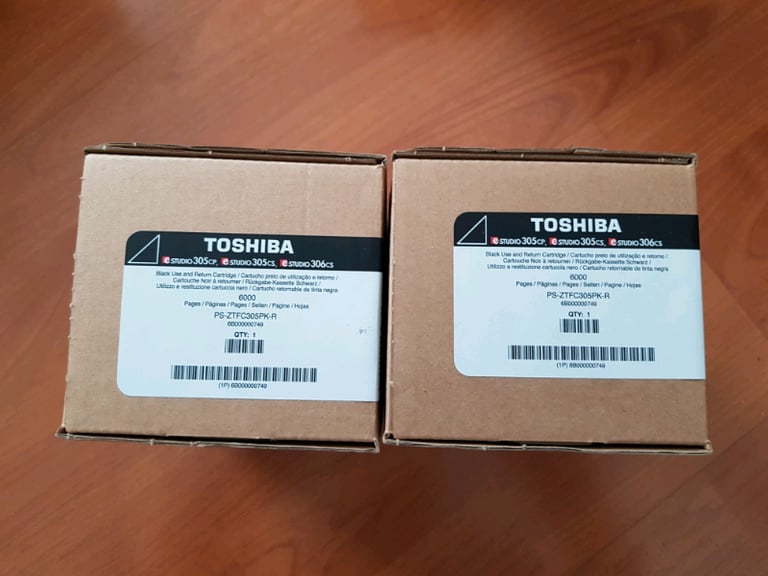 TOSHIBA
e STUDIO 305CP, e STUDIO 305CS, e STUDIO 306CS
Black Use and Return Cartridge / Cartucho preto de utilização e retorno /
Cartouche Noir à retourner / Rückgabe-Kassette Schwarz /
Utilizzo e restituzione cartuccia nero / Cartucho retornable de tinta negra
6000
Pages / Páginas / Pages / Seiten / Pagine / Hojas
PS-ZTFC305PK-R
6B000000749
QTY: 1
(1P) 6B000000749
TOSHIBA
e STUDIO 305CP, e STUDIO 305CS, e STUDIO 306CS
Black Use and Return Cartridge / Cartucho preto de utilização e retorno /
Cartouche Noir à retourner / Rückgabe-Kassette Schwarz /
Utilizzo e restituzione cartuccia nero / Cartucho retornable de tinta negra
6000
Pages / Páginas / Pages / Seiten / Pagine / Hojas
PS-ZTFC305PK-R
6B000000749
QTY: 1
(1P) 6B000000749